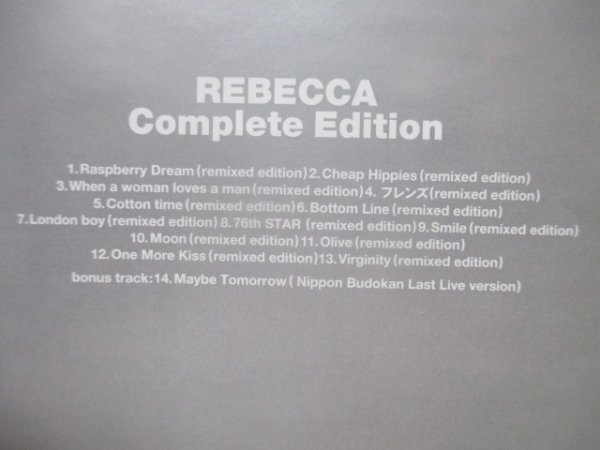 REBECCA
Complete Edition
1.Raspberry Dream(remixed edition)2.Cheap Hippies(remixed edition)
3.When a woman loves a man(remixed edition)4. フレンズ(remixed edition)
5.Cotton time(remixed edition)6.Bottom Line(remixed edition)
7.London boy(remixed edition) 8.76th STAR (remixed edition)9.Smile(remixed edition)
10.Moon(remixed edition)11.Olive(remixed edition)
12.One More Kiss(remixed edition)13.Virginity(remixed edition)
bonus track:14.Maybe Tomorrow( Nippon Budokan Last Live version)